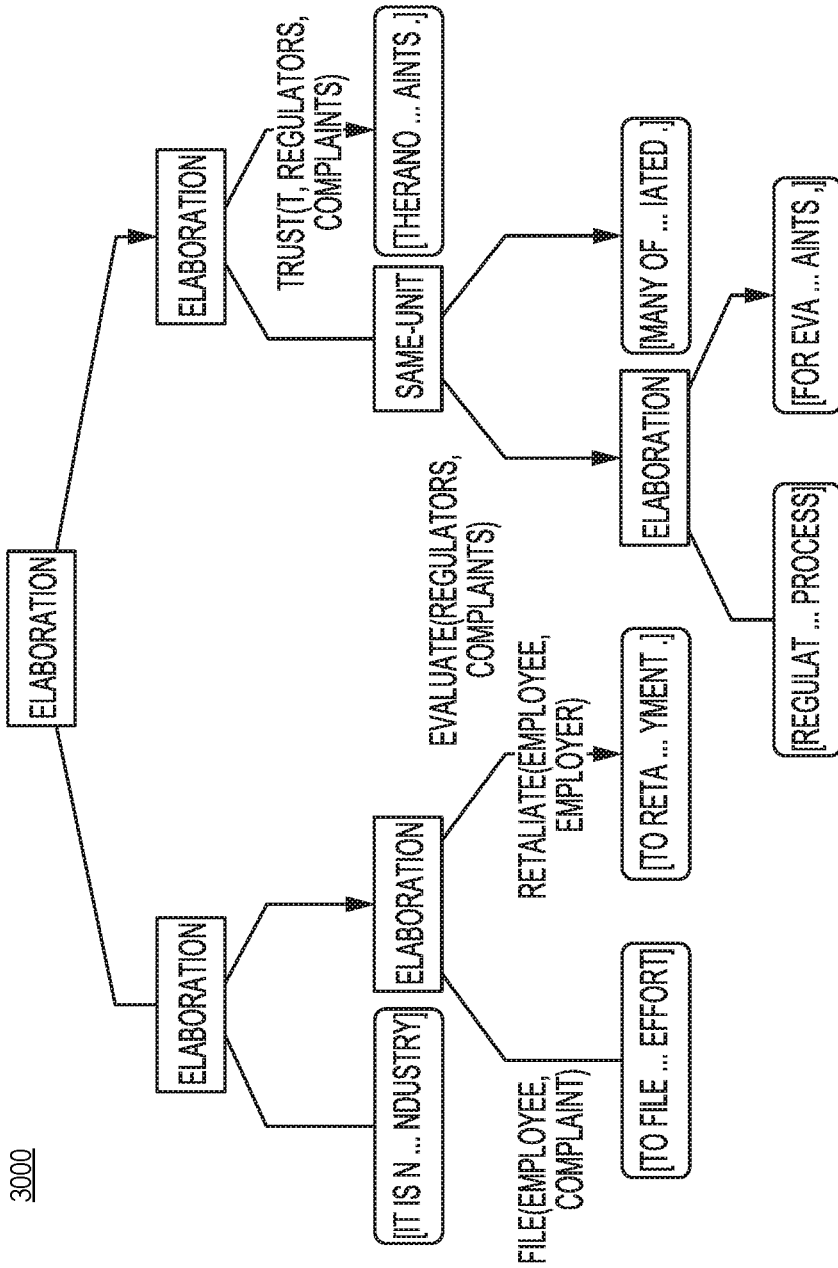 3000
ELABORATION
ELABORATION
ELABORATION
[IT IS N ... NDUSTRY]
ELABORATION
SAME-UNIT
TRUST(T, REGULATORS,
COMPLAINTS)
[THERANO ... AINTS ,]
FILE(EMPLOYEE,
COMPLAINT)
[TO FILE ... EFFORT]
RETALIATE(EMPLOYEE,
EMPLOYER)
[TO RETA ... YMENT .]
EVALUATE(REGULATORS,
COMPLAINTS)
ELABORATION
[MANY OF ... IATED .]
[REGULAT ... PROCESS]
[FOR EVA ... AINTS ,]